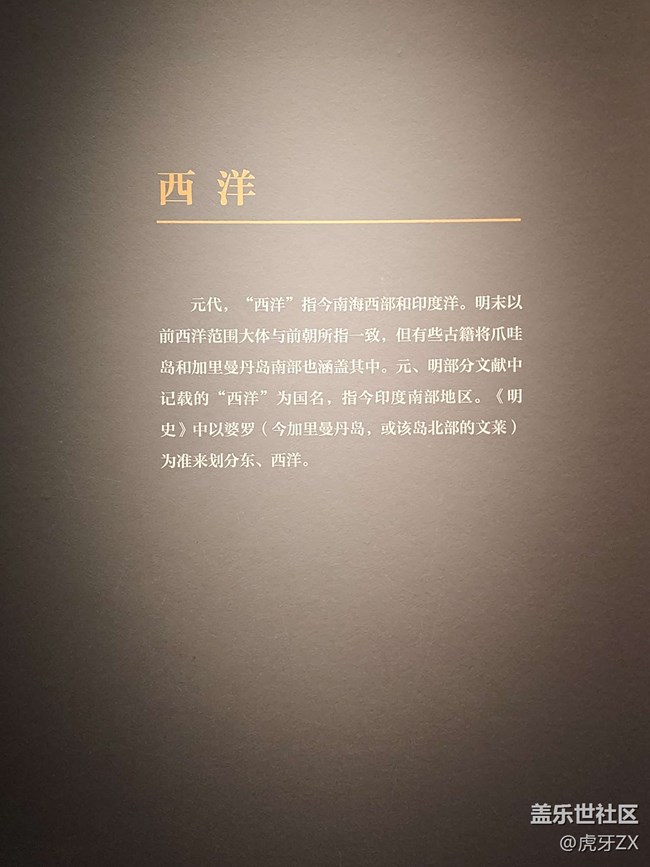 西洋
元代，“西洋”指今南海西部和印度洋。明末以
前西洋范围大体与前朝所指一致，但有些古籍将爪哇
岛和加里曼丹岛南部也涵盖其中。元、明部分文献中
记载的“西洋”为国名，指今印度南部地区。《明
史》中以婆罗（今加里曼丹岛，或该岛北部的文莱）
为准来划分东、西洋。
盖乐世社区
@虎牙ZX